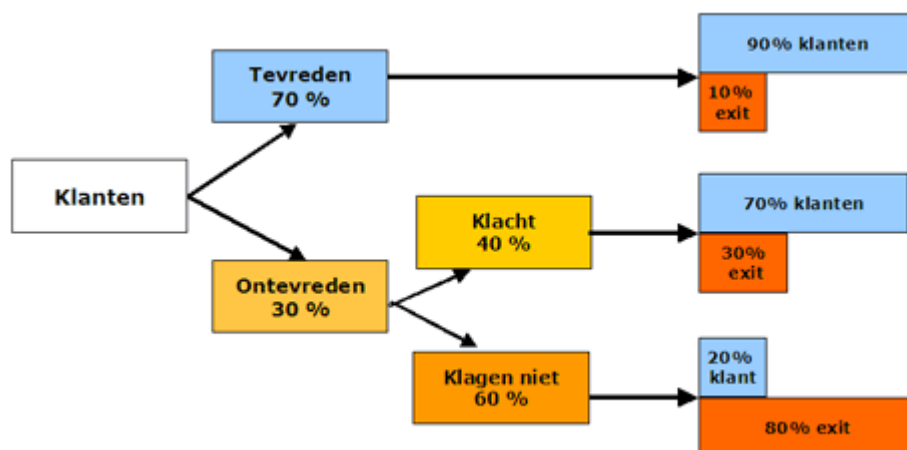 90% klanten
Tevreden
70 %
10%
exit
Klanten
Klacht
40 %
70% klanten
30%
exit
Ontevreden
30 %
Klagen niet
60 %
20%
klant
80% exit